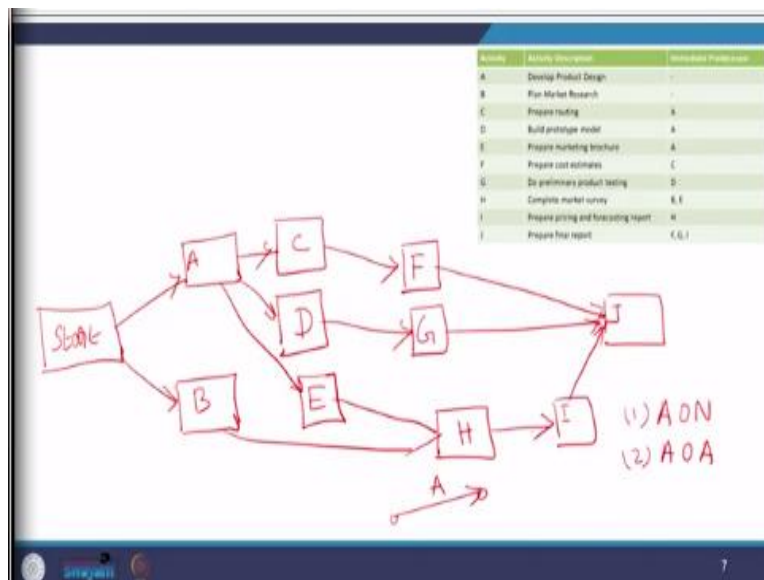 Activity Activity Description Immediate Predecessor
A Develop Product Design -
B Plan Market Research -
C Prepare routing A
D Build prototype model A
E Prepare marketing brochure A
F Prepare cost estimates C
G Do preliminary product testing D
H Complete market survey B, E
I Prepare pricing and forecasting report H
J Prepare final report F, G, I
Start
A
C
F
J
D
G
B
E
H
I
(1) AON
(2) AOA
A
swayam
7